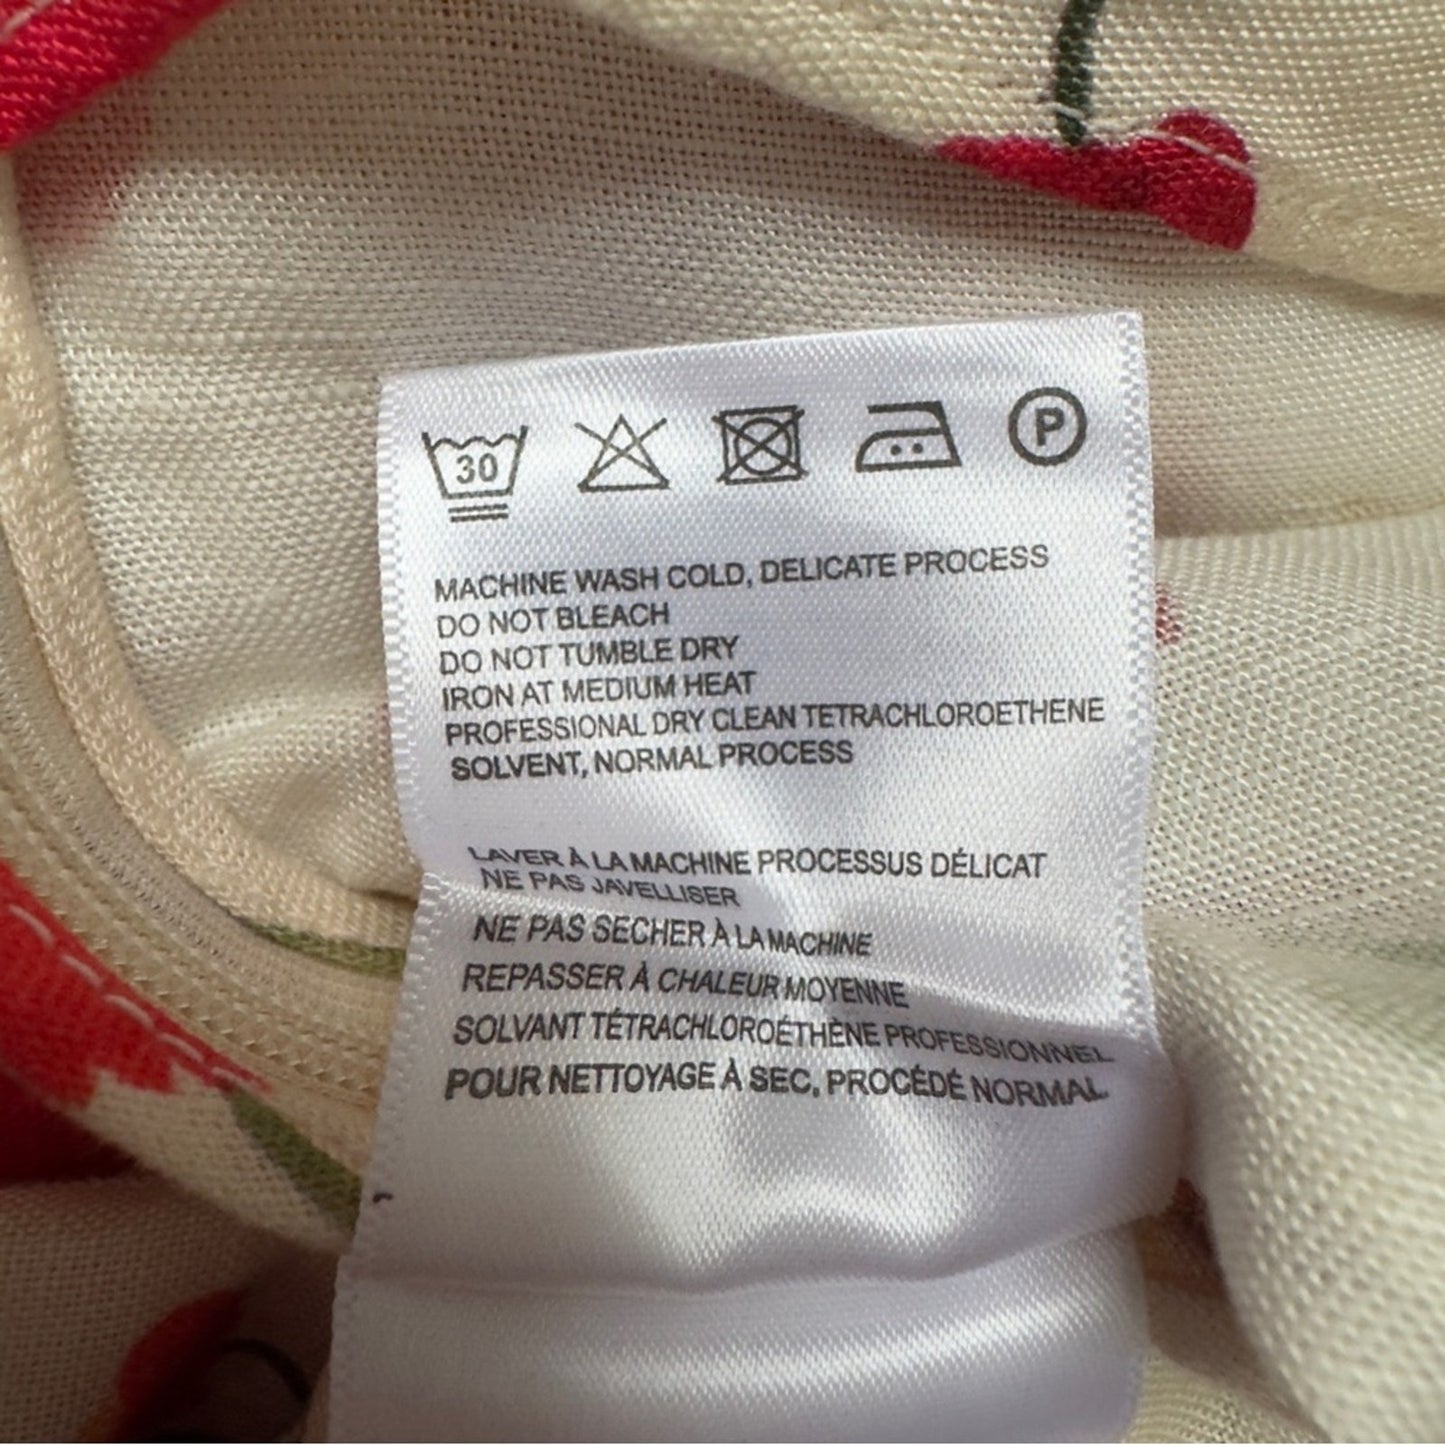 30
P
MACHINE WASH COLD, DELICATE PROCESS
DO NOT BLEACH
DO NOT TUMBLE DRY
IRON AT MEDIUM HEAT
PROFESSIONAL DRY CLEAN TETRACHLOROETHENE
SOLVENT, NORMAL PROCESS
LAVER À LA MACHINE PROCESSUS DÉLICAT
NE PAS JAVELLISER
NE PAS SECHER À LA MACHINE
REPASSER À CHALEUR MOYENNE
SOLVANT TÉTRACHLOROÉTHÈNE PROFESSIONNEL
POUR NETTOYAGE À SEC, PROCÉDÉ NORMAL